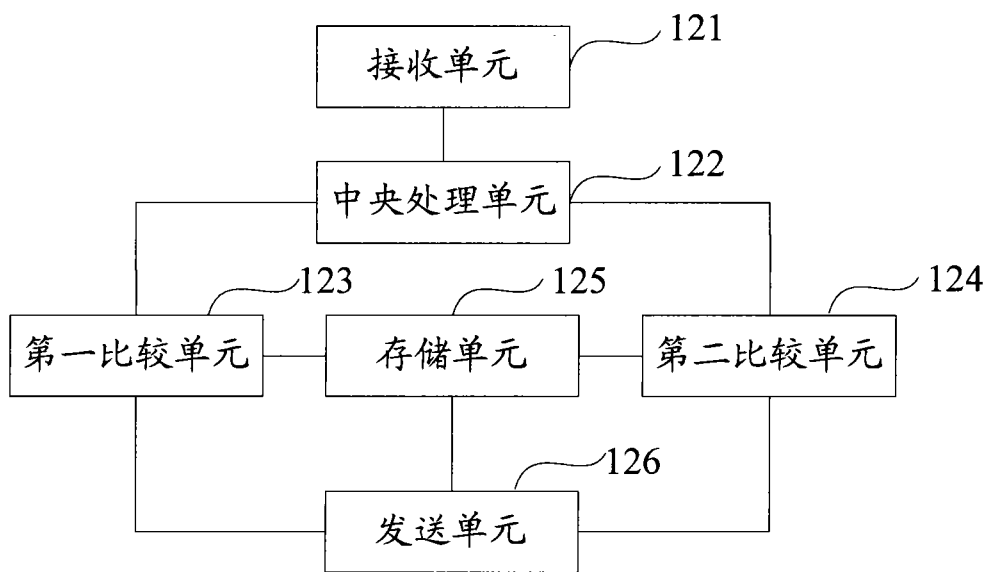 121
接收单元
122
中央处理单元
123
125
124
第一比较单元
存储单元
第二比较单元
126
发送单元